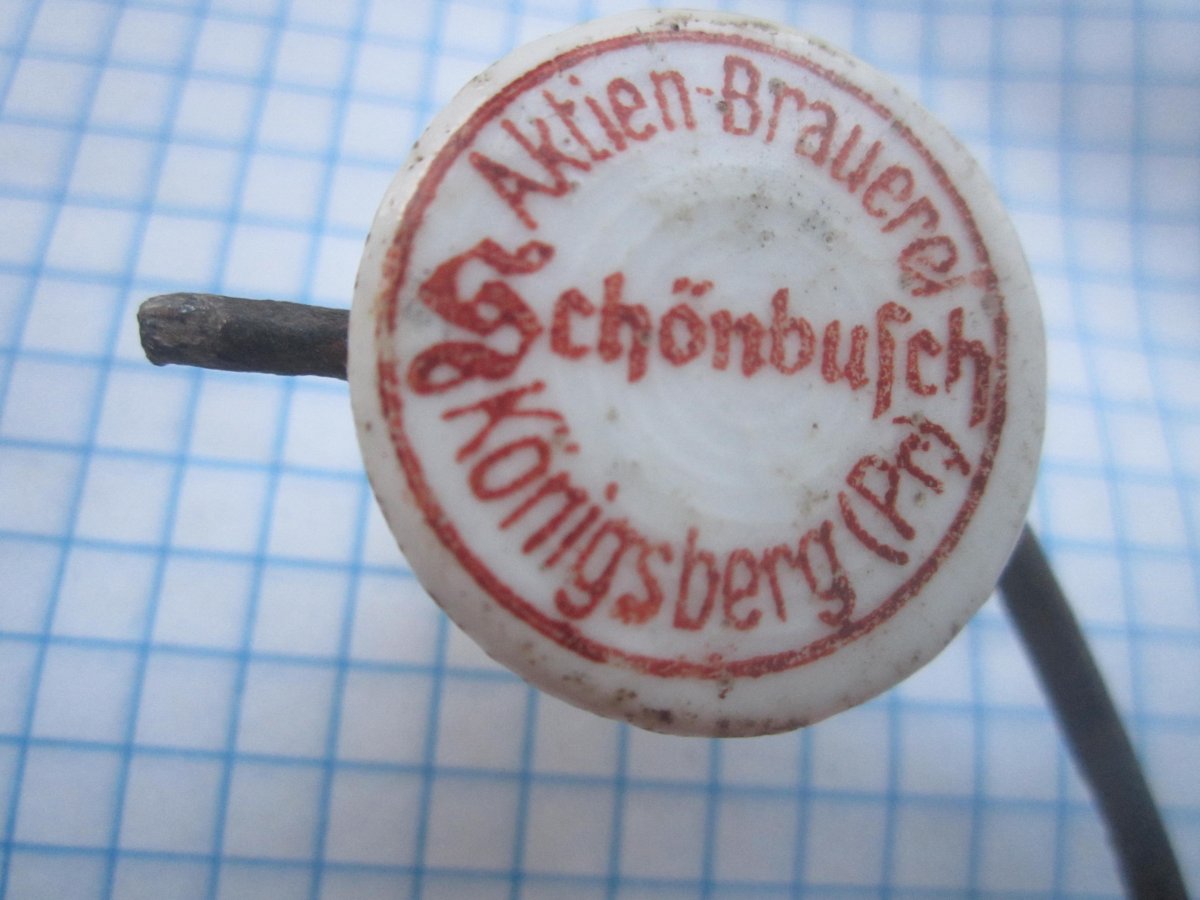 Aktien-Brauerei
Schönbusch
Königsberg (Pr)